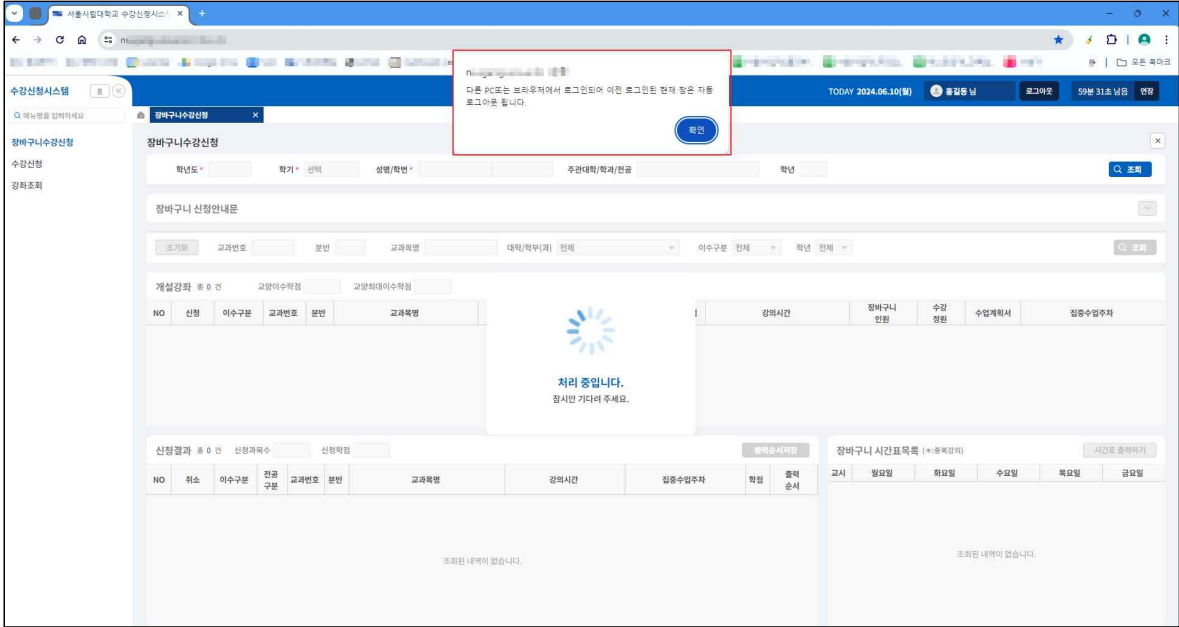 서울시립대학교 수강신청시스
다른 PC또는 브라우저에서 로그인되어 이전 로그인된 현재 창은 자동
로그아웃 됩니다.
확인
모든 북마크
수강신청시스템
TODAY 2024.06.10(월)
홍길동 님
로그아웃
59분 31초 남음
연장
메뉴명을 입력하세요
장바구니수강신청
장바구니수강신청
수강신청
강좌조회
장바구니수강신청
학년도*
학기* 선택
성명/학번*
주관대학/학과/전공
학년
조회
장바구니 신청안내문
초기화
교과번호
분반
교과목명
대학/학부(과) 전체
이수구분 전체
학년 전체
조회
개설강좌 총 0 건
교양이수학점
교양최대이수학점
NO 신청 이수구분 교과번호 분반 교과목명 강의시간 장바구니 수강 수업계획서 집중수업주차
인원 정원
처리 중입니다.
잠시만 기다려 주세요.
신청결과 총 0 건
신청과목수
신청학점
출력순서저장
NO 취소 이수구분 전공 교과번호 분반 교과목명 강의시간 집중수업주차 학점 출력
구분 순서
조회된 내역이 없습니다.
장바구니 시간표목록 (*:중복강의)
시간표 출력하기
교시 월요일 화요일 수요일 목요일 금요일
조회된 내역이 없습니다.